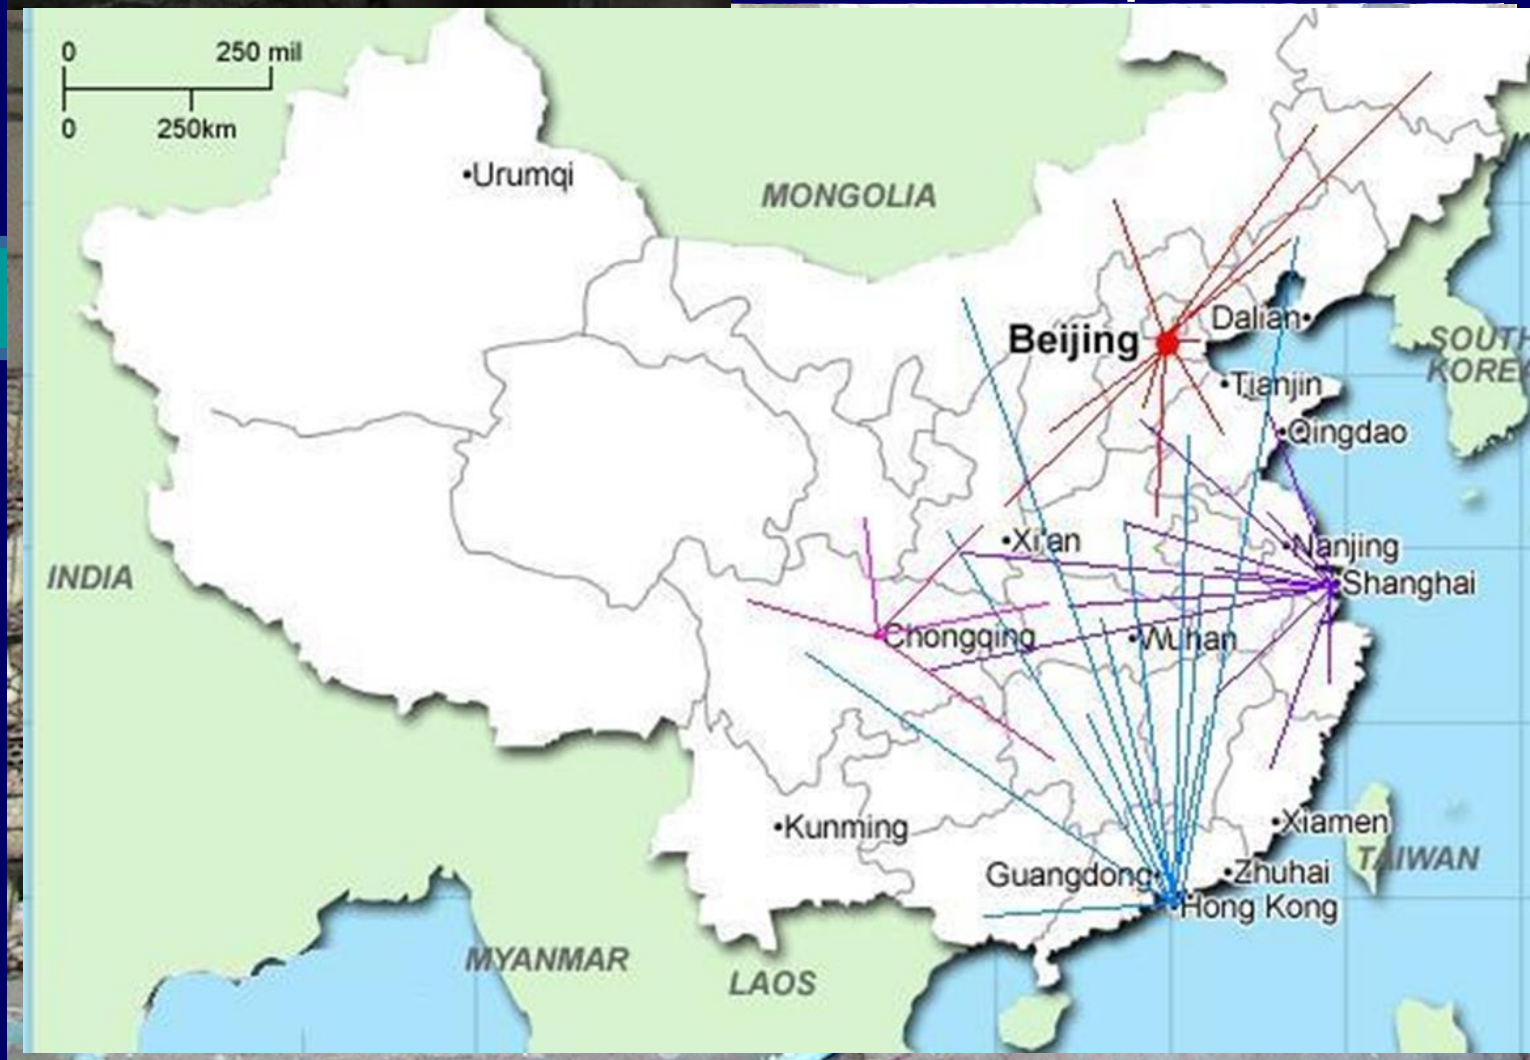 0 250 mil
0 250km
•Urumqi
MONGOLIA
Dalian•
Beijing
SOUTH
KOREA
•Tianjin
•Qingdao
•Xi'an
•Nanjing
INDIA
•Shanghai
Chongqing
•Wuhan
•Kunming
•Xiamen
TAIWAN
Guangdong•
•Zhuhai
•Hong Kong
MYANMAR
LAOS